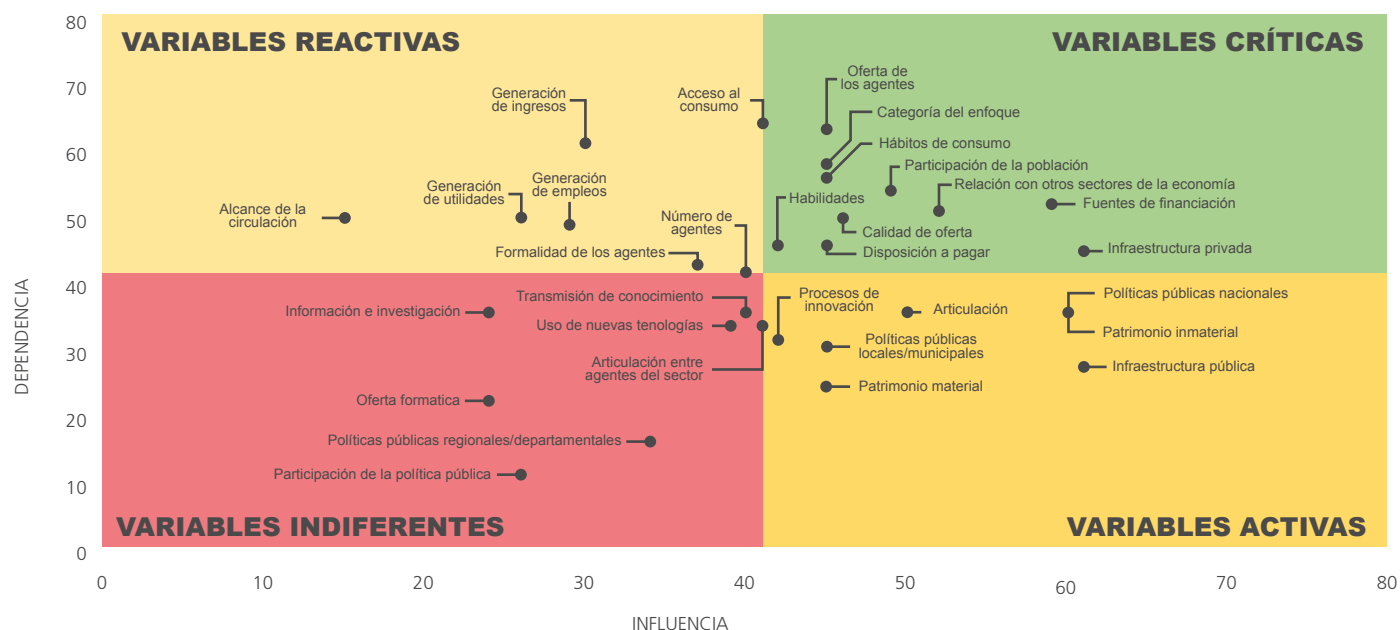 80
VARIABLES REACTIVAS
VARIABLES CRÍTICAS
70
Generación
de ingresos
Acceso al
consumo
Oferta de
los agentes
Categoría del enfoque
60
Hábitos de consumo
Participación de la población
Generación
de utilidades
Generación
de empleos
Relación con otros sectores de la economía
Habilidades
Fuentes de financiación
50
Alcance de la
circulación
Número de
agentes
Calidad de oferta
Formalidad de los agentes
Disposición a pagar
Infraestructura privada
40
DEPENDENCIA
Información e investigación
Transmisión de conocimiento
Procesos de
innovación
Articulación
Políticas públicas nacionales
Uso de nuevas tenologías
Patrimonio inmaterial
30
Articulación entre
agentes del sector
Políticas públicas
locales/municipales
Infraestructura pública
Patrimonio material
20
Oferta formatica
Políticas públicas regionales/departamentales
10
Participación de la política pública
VARIABLES INDIFERENTES
VARIABLES ACTIVAS
0
0 10 20 30 40 50 60 70 80
INFLUENCIA